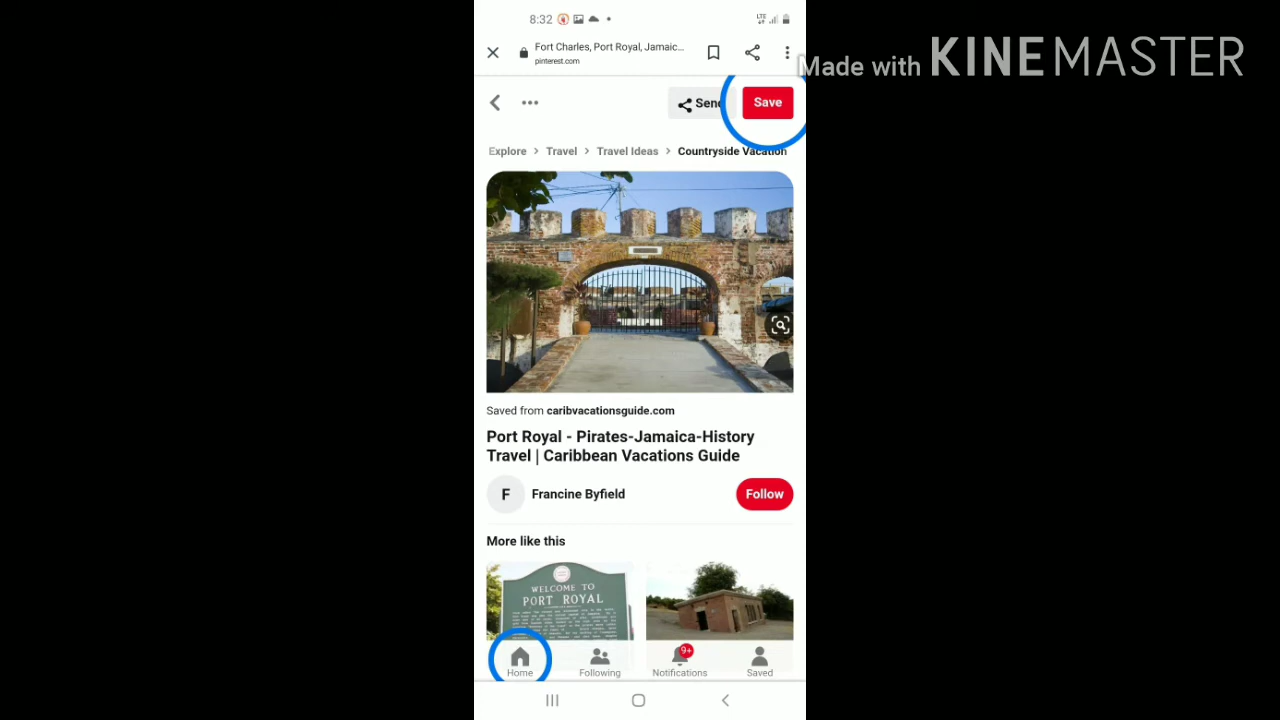 8:32
LTE
Fort Charles, Port Royal, Jamaic...
pinterest.com
Made with KINEMASTER
Send
Save
Explore > Travel > Travel Ideas > Countryside Vacation
Saved from caribvacationsguide.com
Port Royal - Pirates-Jamaica-History
Travel | Caribbean Vacations Guide
F
Francine Byfield
Follow
More like this
WELCOME TO
PORT ROYAL
9+
Home
Following
Notifications
Saved